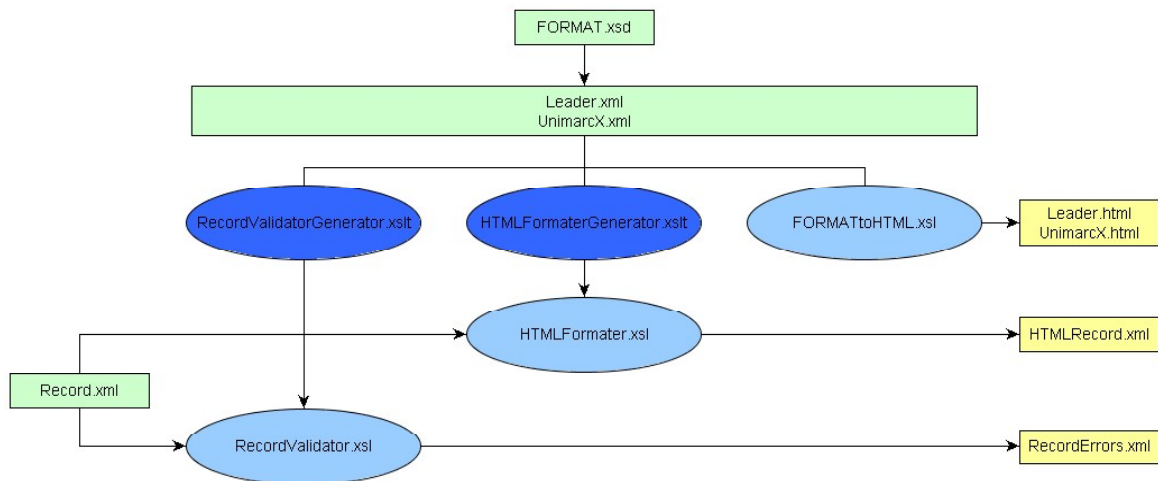 FORMAT.xsd
Leader.xml
UnimarcX.xml
RecordValidatorGenerator.xslt
HTMLFormaterGenerator.xslt
FORMATtoHTML.xsl
Leader.html
UnimarcX.html
HTMLFormater.xsl
HTMLRecord.xml
Record.xml
RecordValidator.xsl
RecordErrors.xml